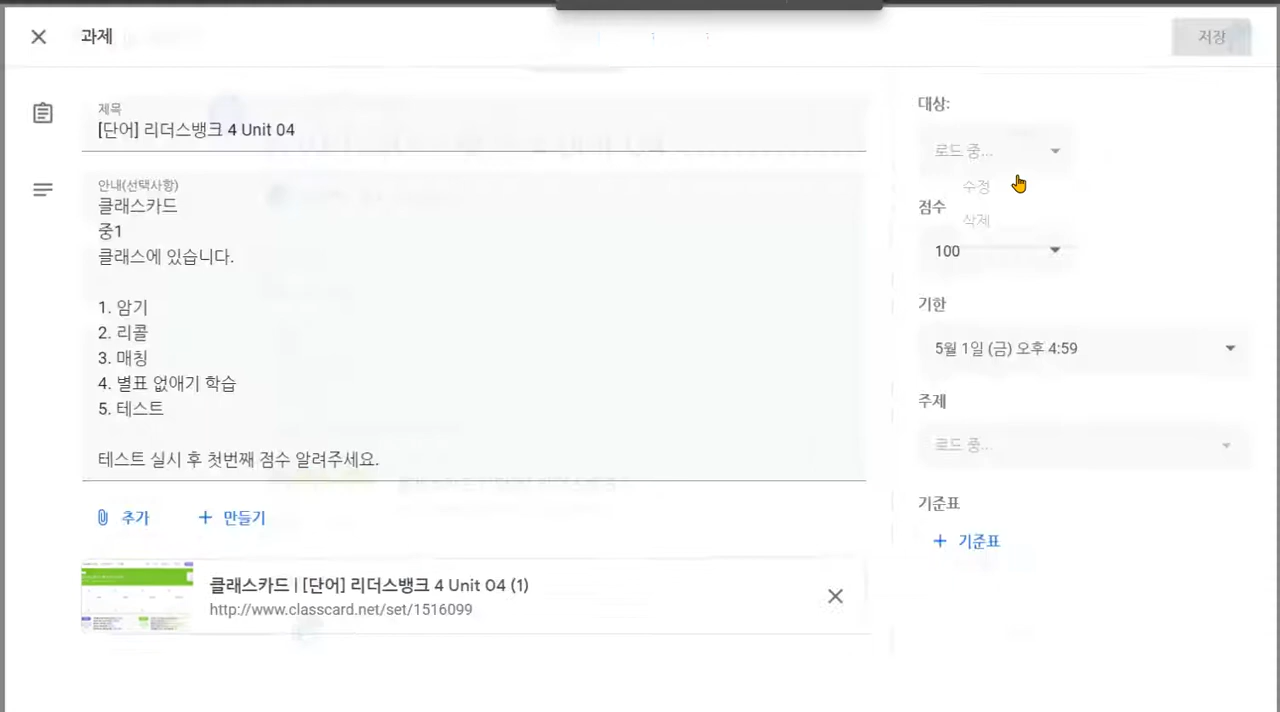 과제
저장
제목
[단어] 리더스뱅크 4 Unit 04
안내(선택사항)
클래스카드
중1
클래스에 있습니다.
1. 암기
2. 리콜
3. 매칭
4. 별표 없애기 학습
5. 테스트
테스트 실시 후 첫번째 점수 알려주세요.
추가
만들기
클래스카드 | [단어] 리더스뱅크 4 Unit 04 (1)
http://www.classcard.net/set/1516099
대상:
로드 중...
수정
점수
삭제
100
기한
5월 1일 (금) 오후 4:59
주제
로드 중...
기준표
기준표